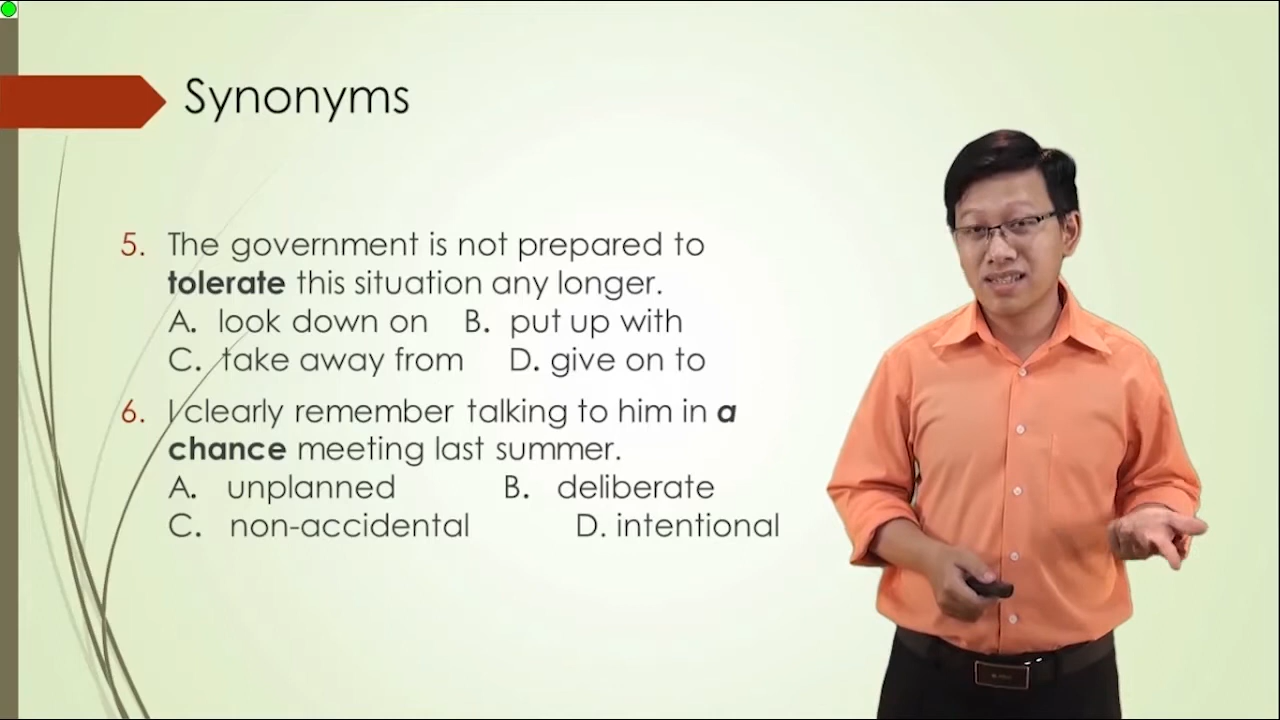 Synonyms
5. The government is not prepared to
tolerate this situation any longer.
A. look down on B. put up with
C. take away from D. give on to
6. I clearly remember talking to him in a
chance meeting last summer.
A. unplanned B. deliberate
C. non-accidental D. intentional